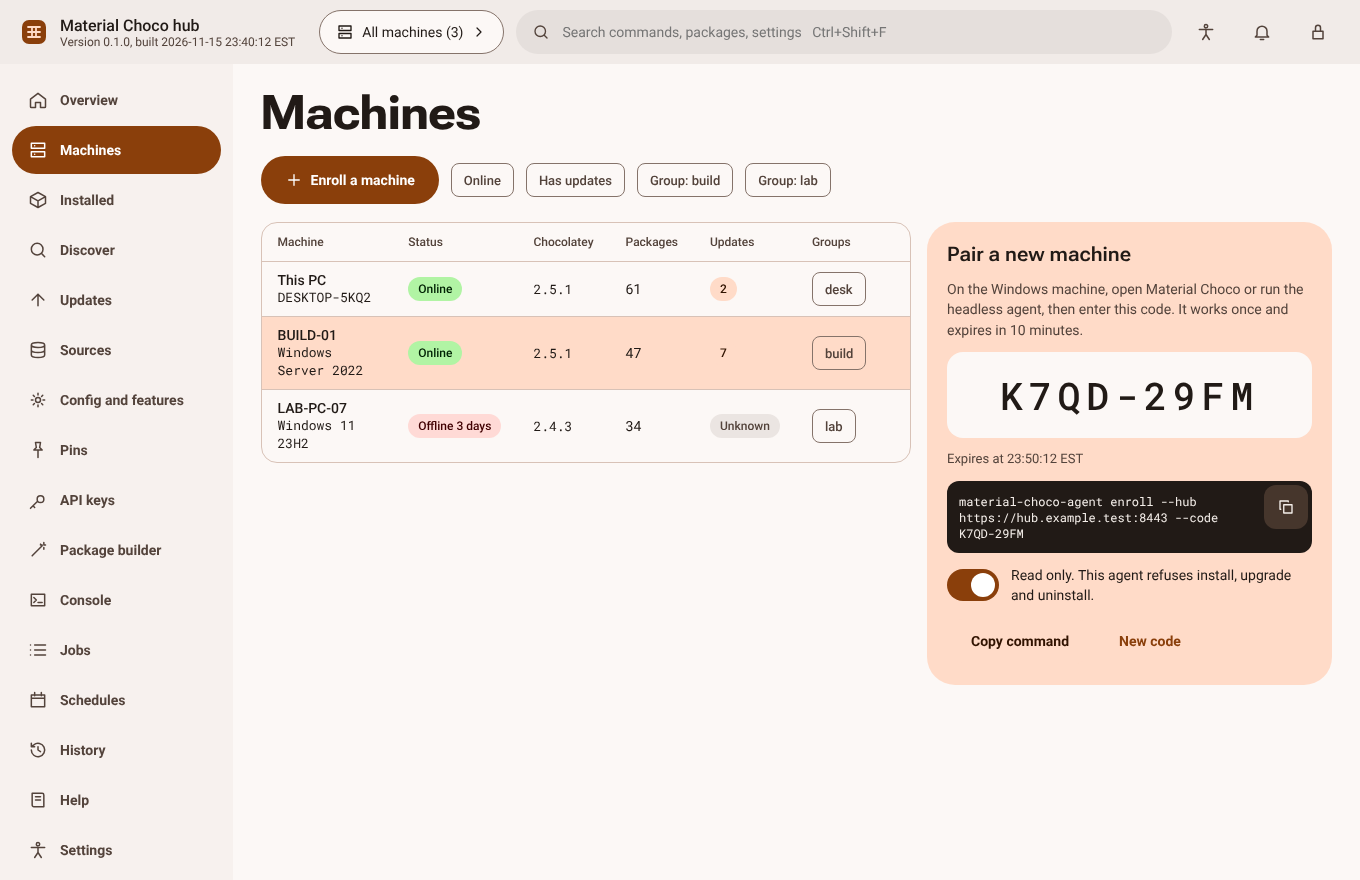 Material Choco hub
Version 0.1.0, built 2026-11-15 23:40:12 EST
All machines (3)
Search commands, packages, settings Ctrl+Shift+F
Overview
Machines
Installed
Discover
Updates
Sources
Config and features
Pins
API keys
Package builder
Console
Jobs
Schedules
History
Help
Settings
Machines
Enroll a machine
Online
Has updates
Group: build
Group: lab
Machine Status Chocolatey Packages Updates Groups
This PC
DESKTOP-5KQ2
Online 2.5.1 61 2 desk
BUILD-01
Windows
Server 2022
Online 2.5.1 47 7 build
LAB-PC-07
Windows 11
23H2
Offline 3 days 2.4.3 34 Unknown lab
Pair a new machine
On the Windows machine, open Material Choco or run the
headless agent, then enter this code. It works once and
expires in 10 minutes.
K7QD-29FM
Expires at 23:50:12 EST
material-choco-agent enroll --hub
https://hub.example.test:8443 --code
K7QD-29FM
Read only. This agent refuses install, upgrade
and uninstall.
Copy command
New code